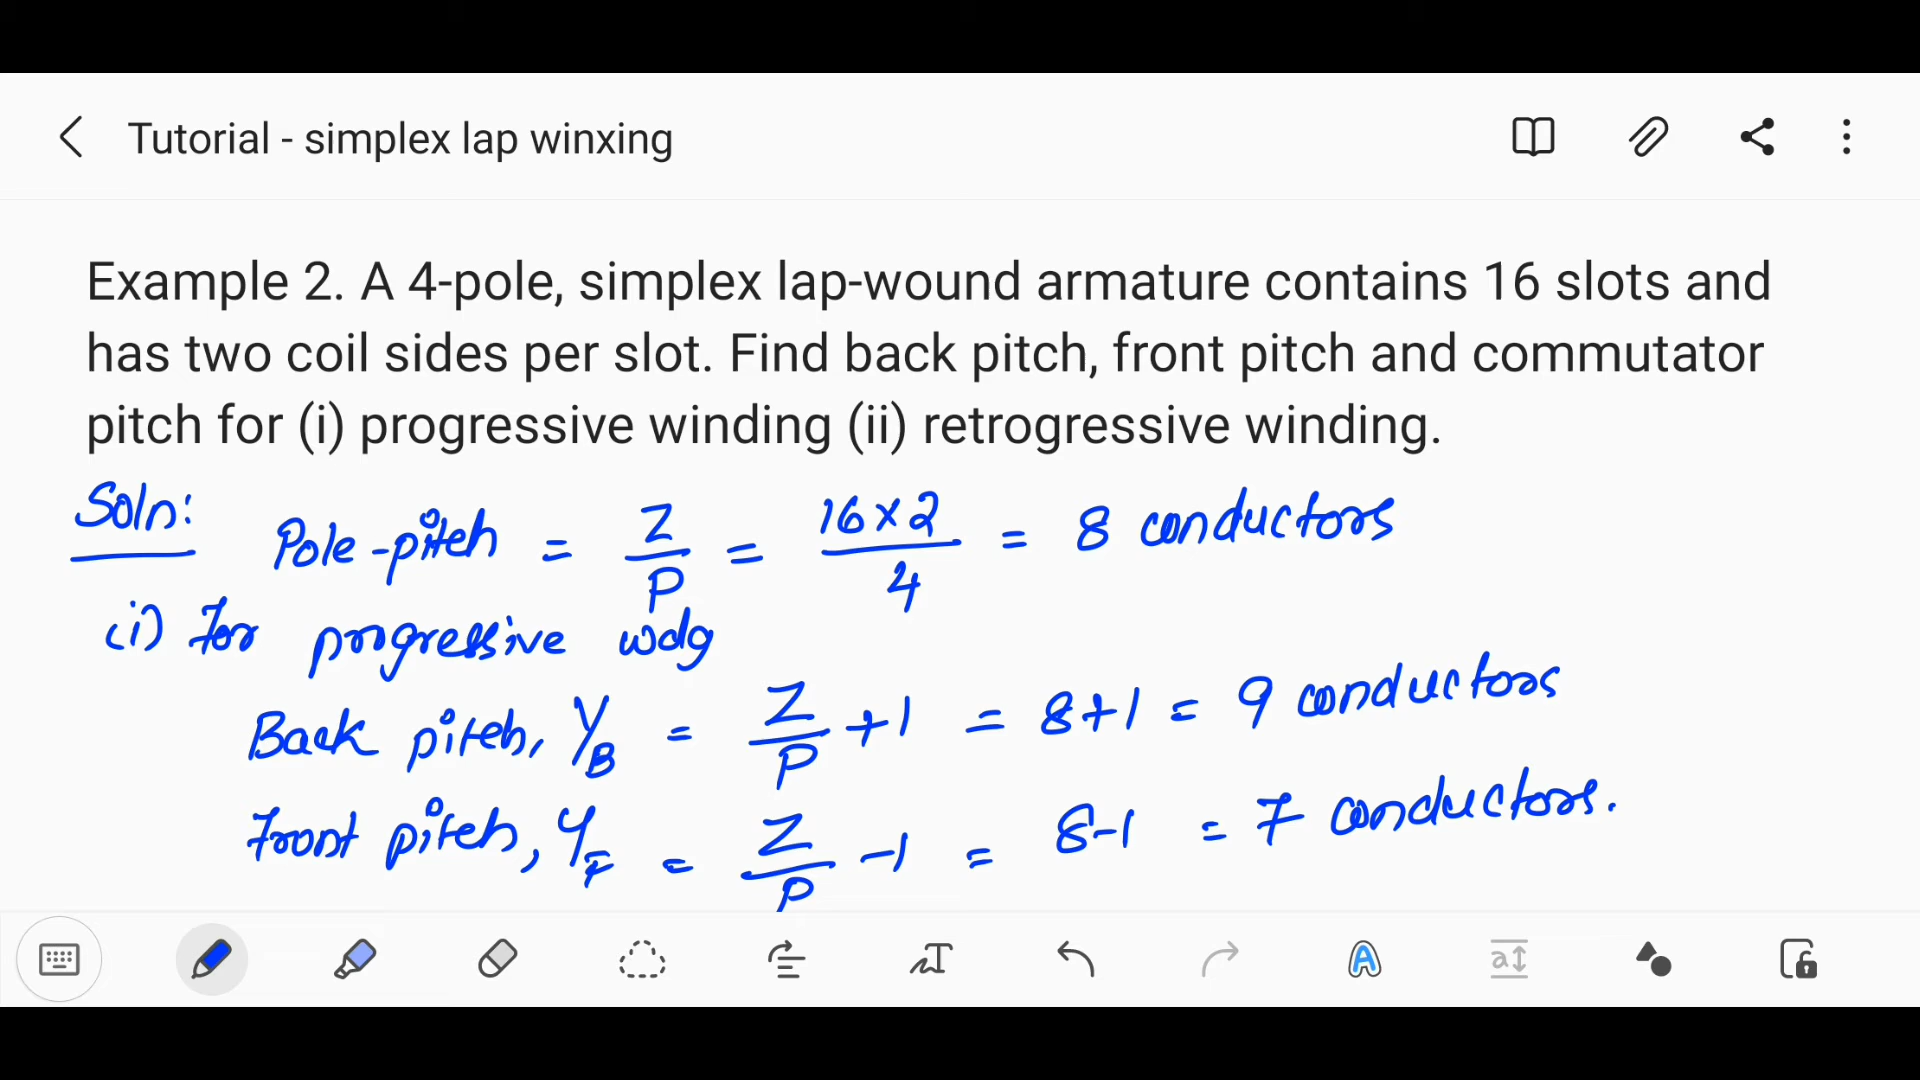 Tutorial - simplex lap winxing
Example 2. A 4-pole, simplex lap-wound armature contains 16 slots and
has two coil sides per slot. Find back pitch, front pitch and commutator
pitch for (i) progressive winding (ii) retrogressive winding.
Soln: Pole-pitch = Z/P = 16×2/4 = 8 conductors
(i) For progressive wdg
Back pitch, Y_B = Z/P + 1 = 8+1 = 9 conductors
Front pitch, Y_F = Z/P - 1 = 8-1 = 7 conductors.